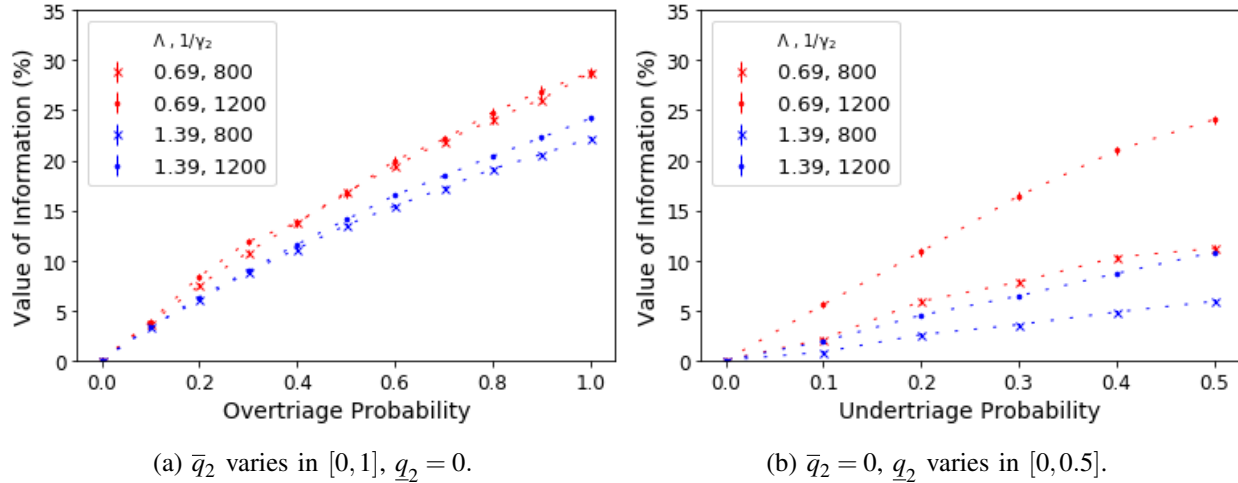 35
30
25
20
15
10
5
0
Value of Information (%)
Λ , 1/γ₂
0.69, 800
0.69, 1200
1.39, 800
1.39, 1200
0.0 0.2 0.4 0.6 0.8 1.0
Overtriage Probability
(a) q̅₂ varies in [0,1], q̲₂ = 0.
35
30
25
20
15
10
5
0
Value of Information (%)
Λ , 1/γ₂
0.69, 800
0.69, 1200
1.39, 800
1.39, 1200
0.0 0.1 0.2 0.3 0.4 0.5
Undertriage Probability
(b) q̅₂ = 0, q̲₂ varies in [0,0.5].